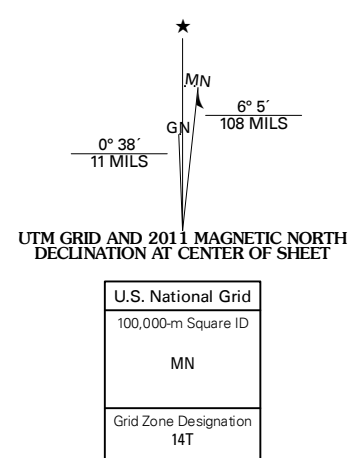 ★
MN
6° 5´
108 MILS
GN
0° 38´
11 MILS
UTM GRID AND 2011 MAGNETIC NORTH
DECLINATION AT CENTER OF SHEET
U.S. National Grid
100,000-m Square ID
MN
Grid Zone Designation
14T